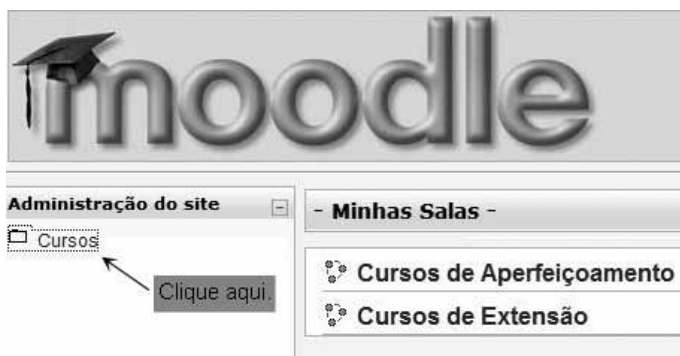 moodle
Administração do site
- Minhas Salas -
Cursos
Clique aqui.
Cursos de Aperfeiçoamento
Cursos de Extensão